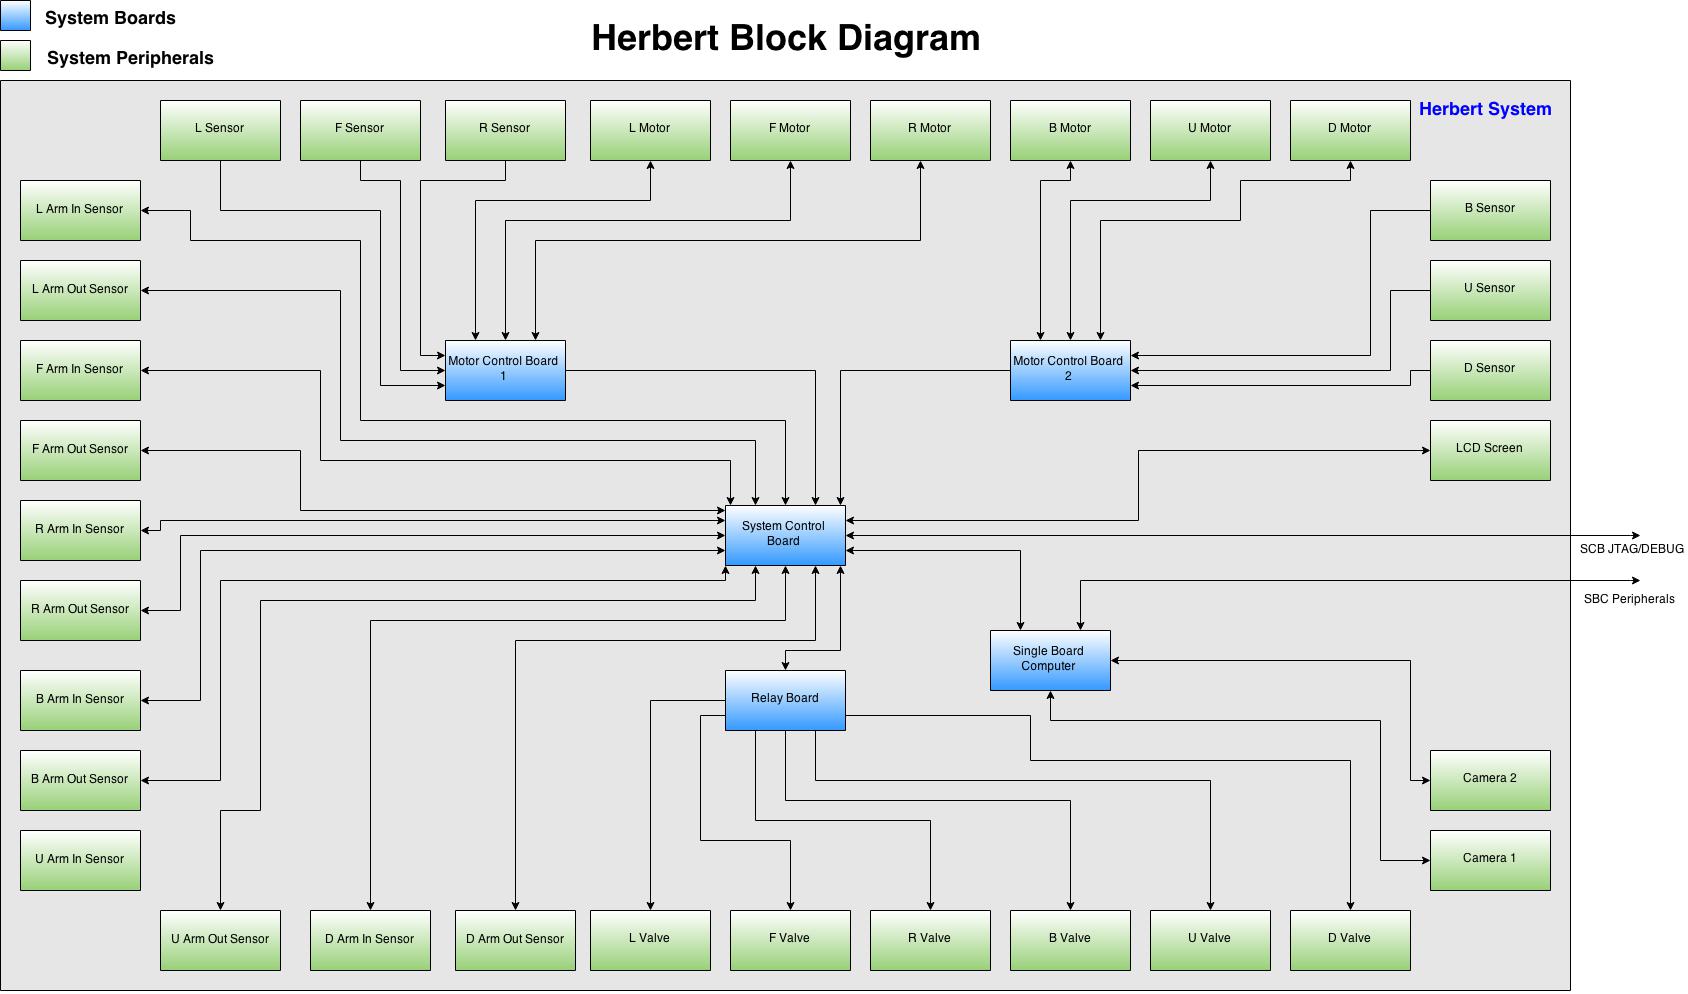 System Boards
Herbert Block Diagram
System Peripherals
Herbert System
L Sensor
F Sensor
R Sensor
L Motor
F Motor
R Motor
B Motor
U Motor
D Motor
L Arm In Sensor
B Sensor
L Arm Out Sensor
U Sensor
F Arm In Sensor
Motor Control Board
1
Motor Control Board
2
D Sensor
F Arm Out Sensor
LCD Screen
R Arm In Sensor
System Control
Board
SCB JTAG/DEBUG
R Arm Out Sensor
SBC Peripherals
Single Board
Computer
B Arm In Sensor
Relay Board
B Arm Out Sensor
Camera 2
U Arm In Sensor
Camera 1
U Arm Out Sensor
D Arm In Sensor
D Arm Out Sensor
L Valve
F Valve
R Valve
B Valve
U Valve
D Valve